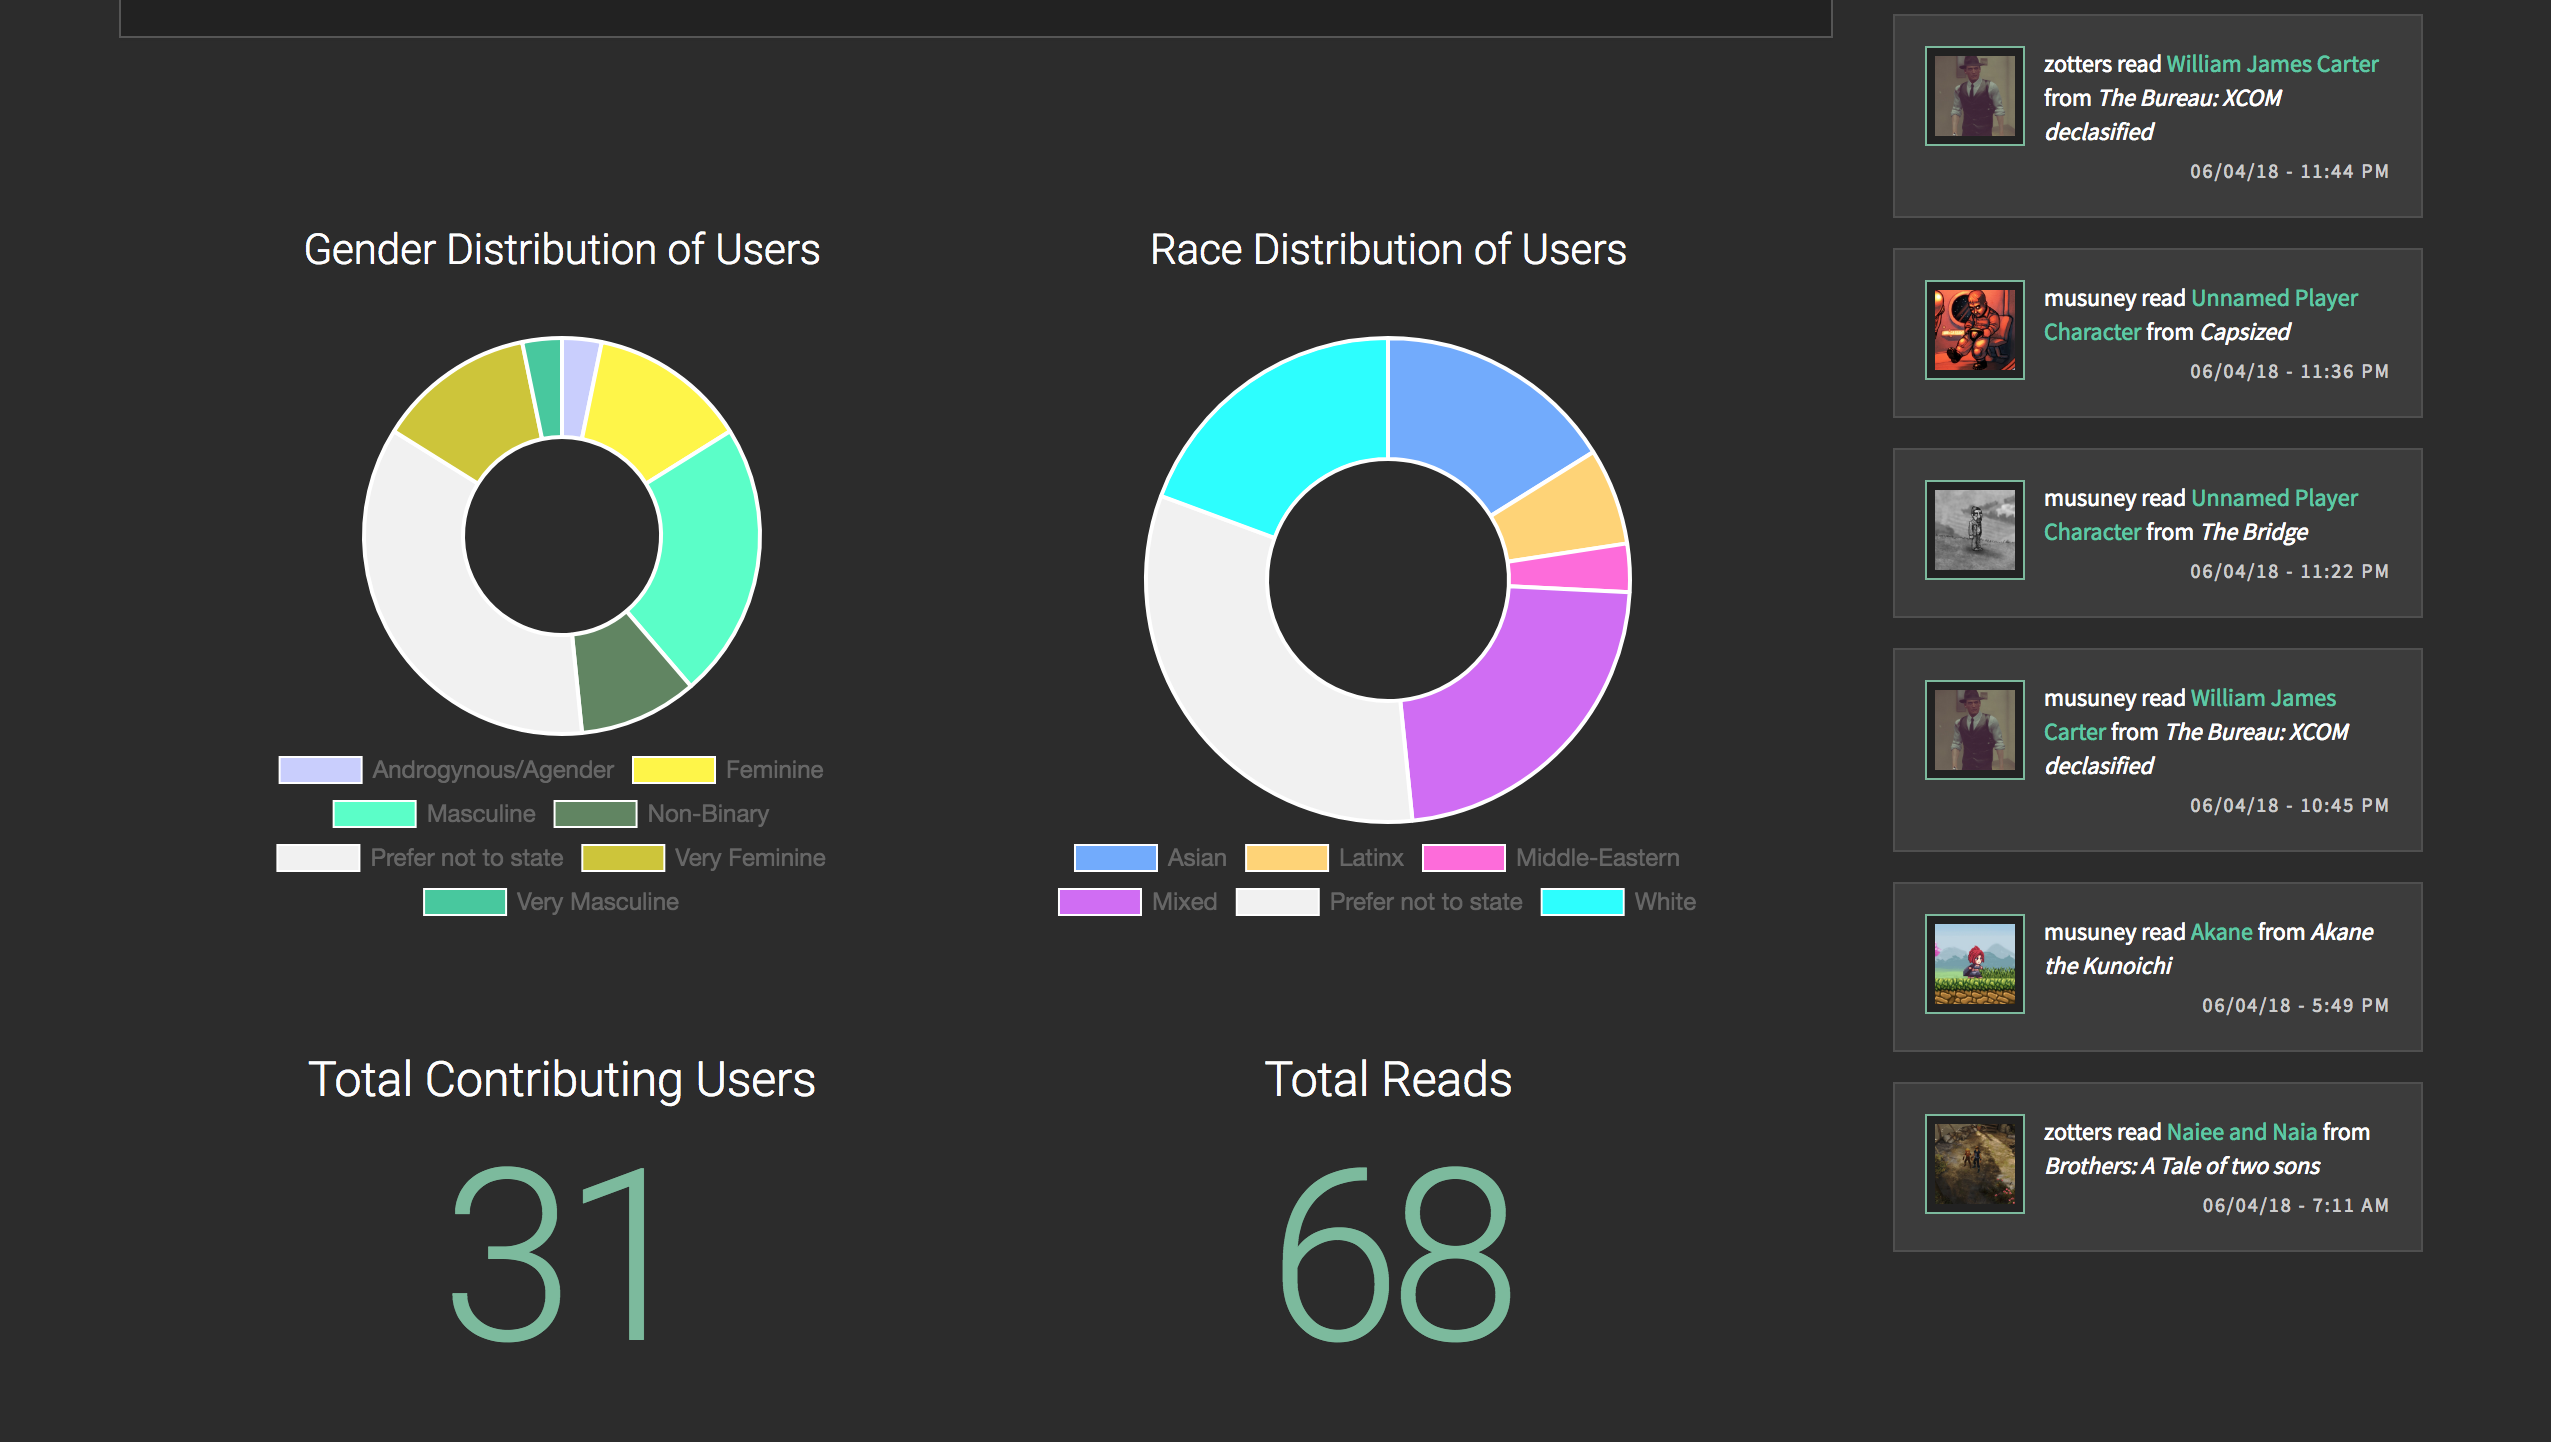 Gender Distribution of Users
Androgynous/Agender Feminine
Masculine Non-Binary
Prefer not to state Very Feminine
Very Masculine
Race Distribution of Users
Asian Latinx Middle-Eastern
Mixed Prefer not to state White
Total Contributing Users
31
Total Reads
68
zotters read William James Carter
from The Bureau: XCOM
declasified
06/04/18 - 11:44 PM
musuney read Unnamed Player
Character from Capsized
06/04/18 - 11:36 PM
musuney read Unnamed Player
Character from The Bridge
06/04/18 - 11:22 PM
musuney read William James
Carter from The Bureau: XCOM
declasified
06/04/18 - 10:45 PM
musuney read Akane from Akane
the Kunoichi
06/04/18 - 5:49 PM
zotters read Naiee and Naia from
Brothers: A Tale of two sons
06/04/18 - 7:11 AM